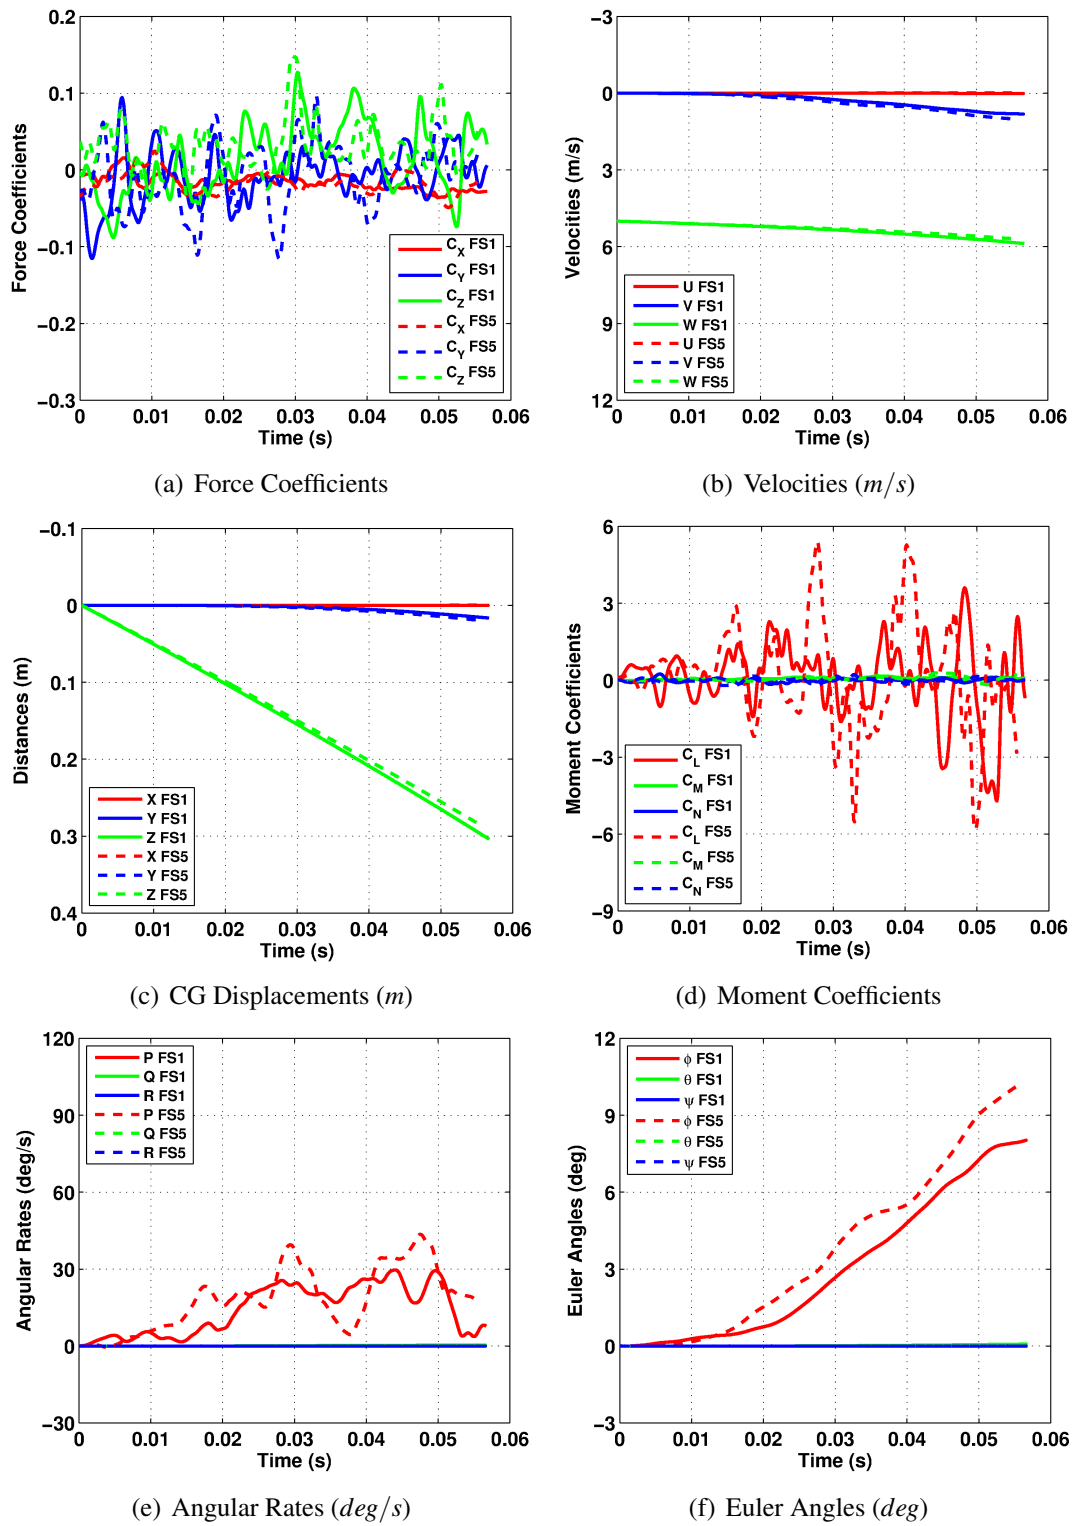 0.2
0.1
0
−0.1
−0.2
−0.3
Force Coefficients
C_X FS1
C_Y FS1
C_Z FS1
C_X FS5
C_Y FS5
C_Z FS5
0 0.01 0.02 0.03 0.04 0.05 0.06
Time (s)
(a) Force Coefficients
−3
0
3
6
9
12
Velocities (m/s)
U FS1
V FS1
W FS1
U FS5
V FS5
W FS5
0 0.01 0.02 0.03 0.04 0.05 0.06
Time (s)
(b) Velocities (m/s)
−0.1
0
0.1
0.2
0.3
0.4
Distances (m)
X FS1
Y FS1
Z FS1
X FS5
Y FS5
Z FS5
0 0.01 0.02 0.03 0.04 0.05 0.06
Time (s)
(c) CG Displacements (m)
6
3
0
−3
−6
−9
Moment Coefficients
C_L FS1
C_M FS1
C_N FS1
C_L FS5
C_M FS5
C_N FS5
0 0.01 0.02 0.03 0.04 0.05 0.06
Time (s)
(d) Moment Coefficients
120
90
60
30
0
−30
Angular Rates (deg/s)
P FS1
Q FS1
R FS1
P FS5
Q FS5
R FS5
0 0.01 0.02 0.03 0.04 0.05 0.06
Time (s)
(e) Angular Rates (deg/s)
12
9
6
3
0
−3
Euler Angles (deg)
ϕ FS1
θ FS1
ψ FS1
ϕ FS5
θ FS5
ψ FS5
0 0.01 0.02 0.03 0.04 0.05 0.06
Time (s)
(f) Euler Angles (deg)